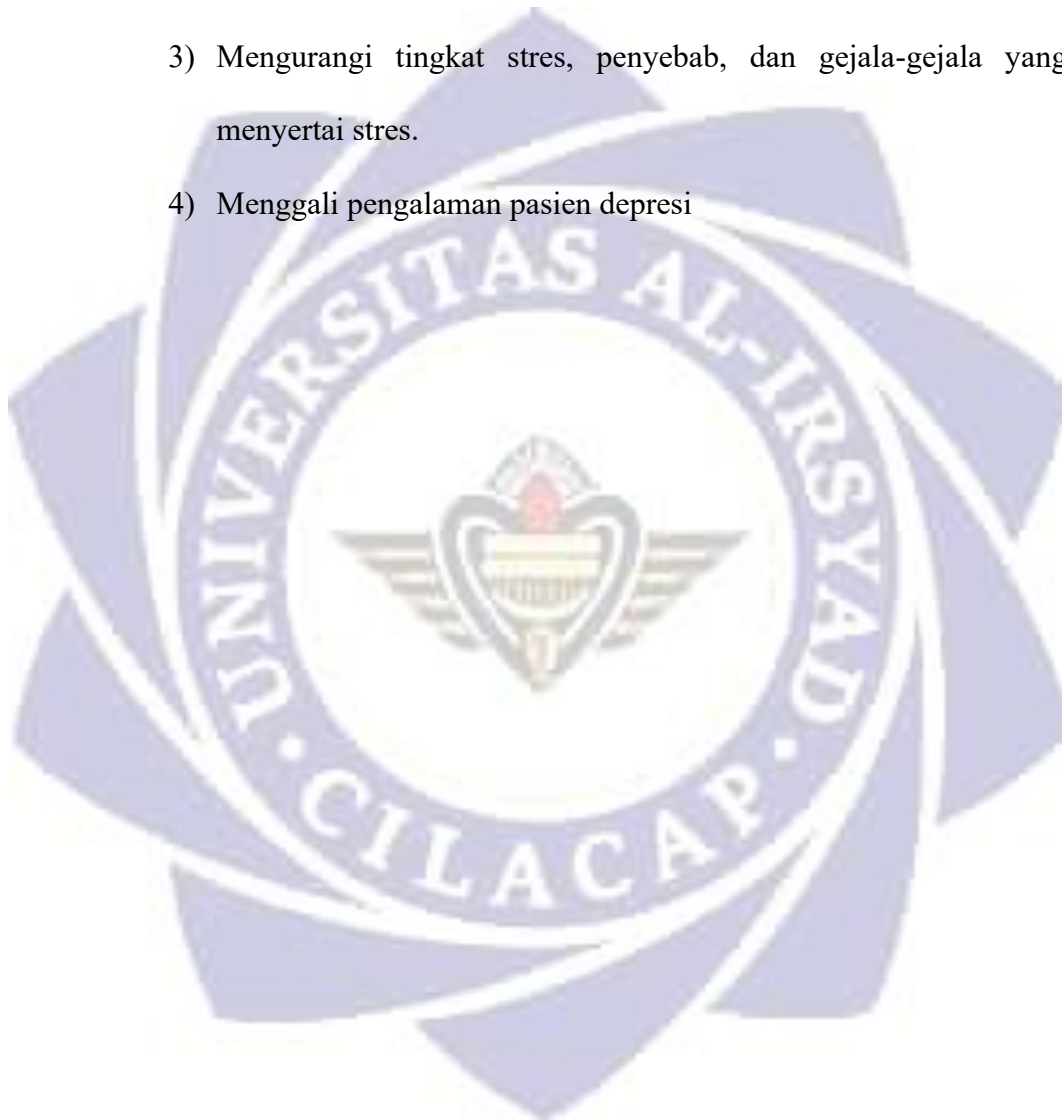 3) Mengurangi tingkat stres, penyebab, dan gejala-gejala yang
menyertai stres.
4) Menggali pengalaman pasien depresi
UNIVERSITAS AL-IRSYAD
• CILACAP •